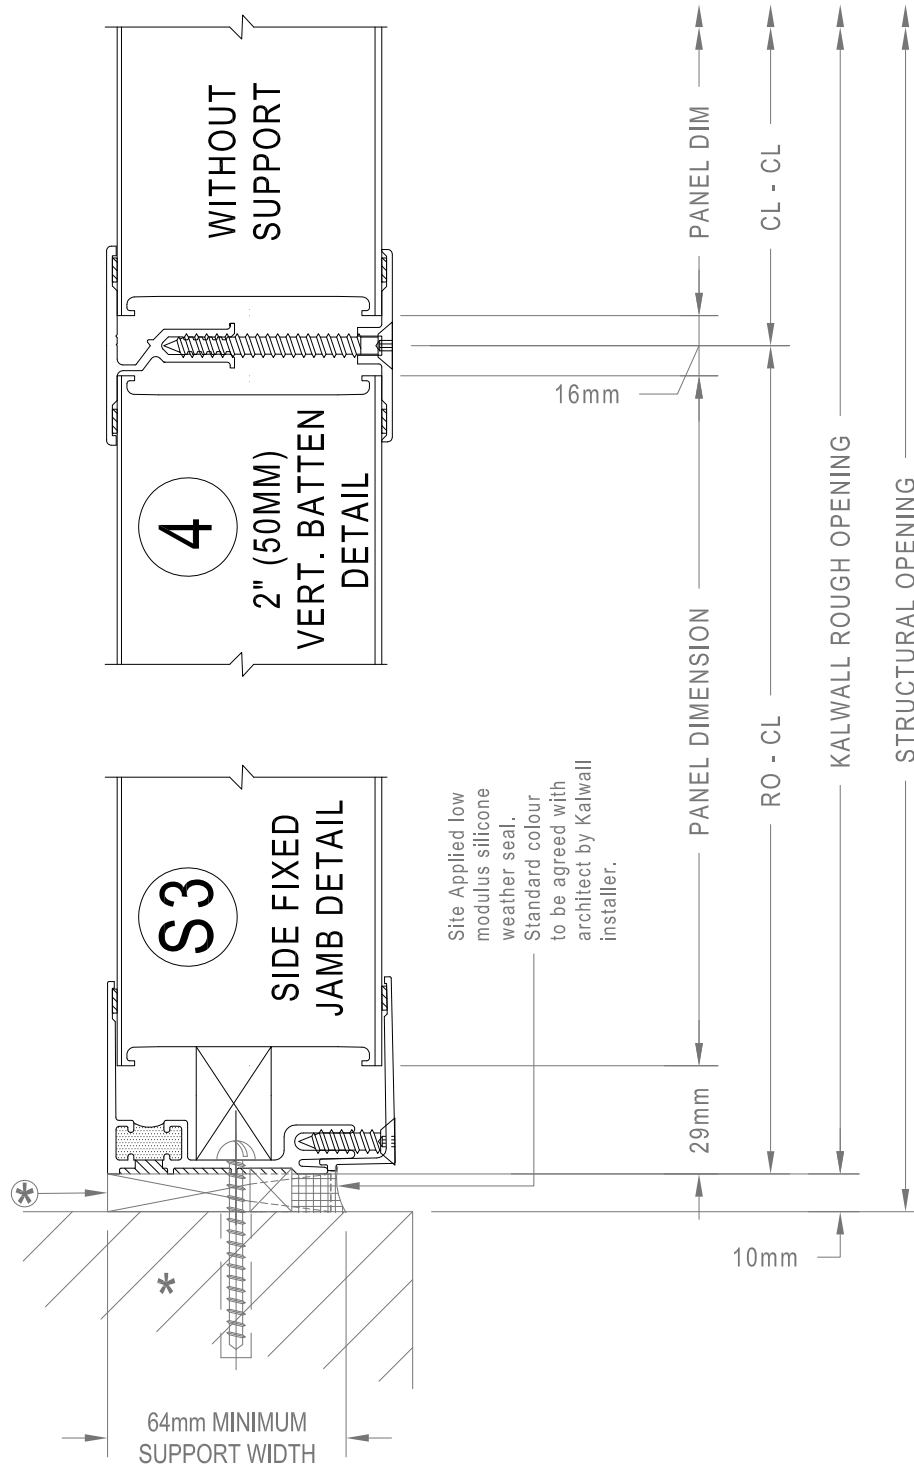 WITHOUT
SUPPORT
PANEL DIM
CL - CL
16mm
4
2" (50MM)
VERT. BATTEN
DETAIL
PANEL DIMENSION
RO - CL
KALWALL ROUGH OPENING
STRUCTURAL OPENING
S3
SIDE FIXED
JAMB DETAIL
Site Applied low
modulus silicone
weather seal.
Standard colour
to be agreed with
architect by Kalwall
installer.
29mm
*
*
10mm
64mm MINIMUM
SUPPORT WIDTH